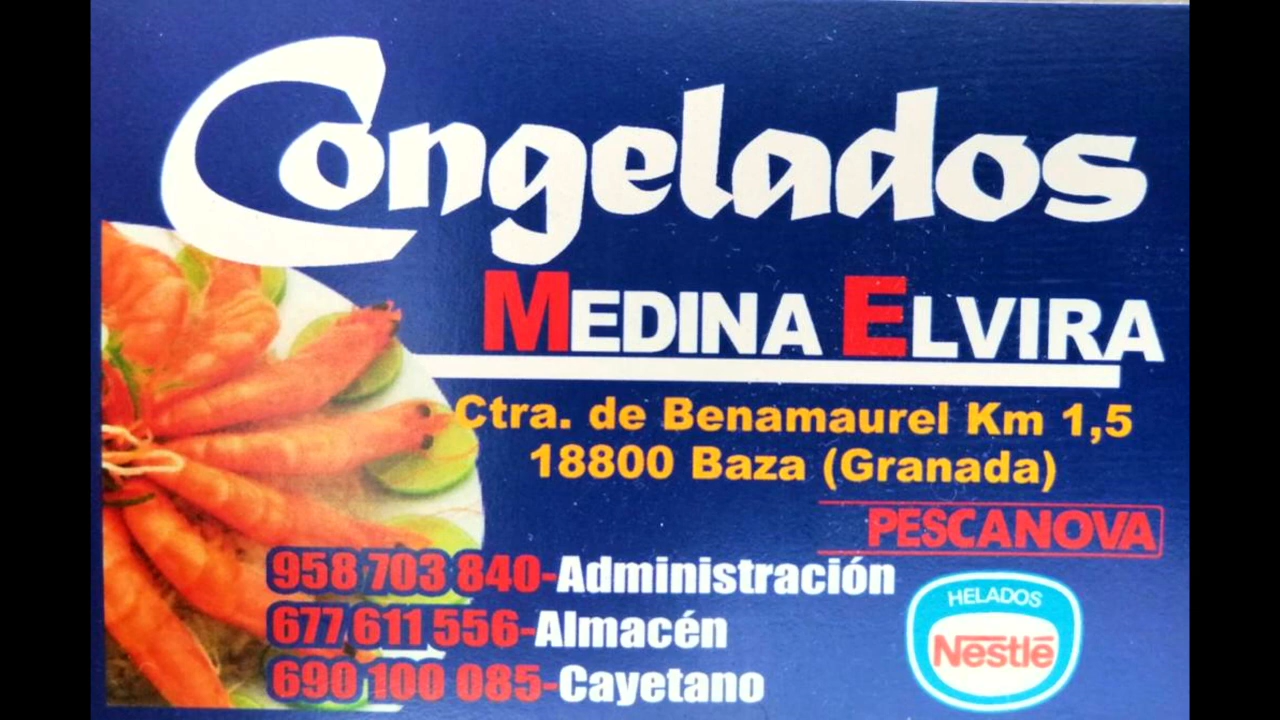 Congelados
MEDINA ELVIRA
Ctra. de Benamaurel Km 1,5
18800 Baza (Granada)
PESCANOVA
958 703 840-Administración
677 611 556-Almacén
690 100 085-Cayetano
HELADOS
Nestlé